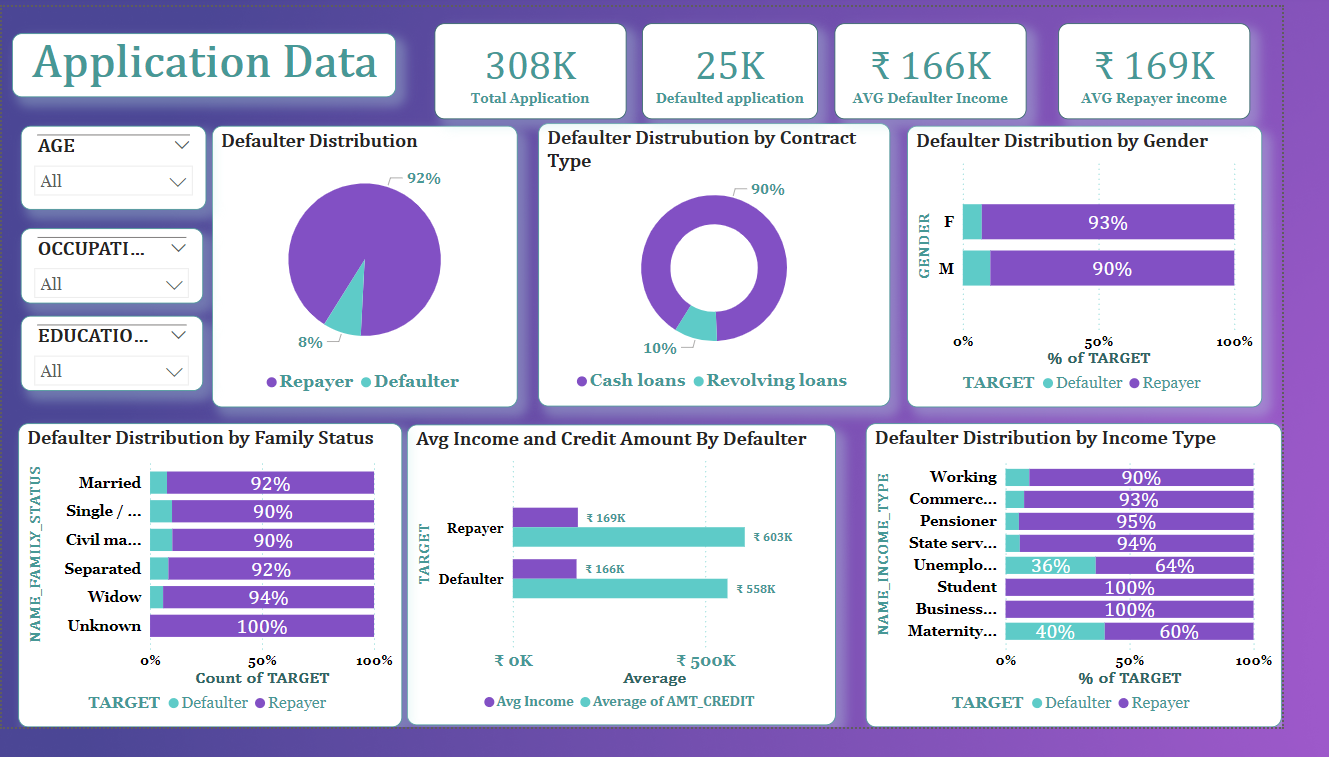 Application Data
308K
Total Application
25K
Defaulted application
₹ 166K
AVG Defaulter Income
₹ 169K
AVG Repayer income
AGE
All
OCCUPATI...
All
EDUCATIO...
All
Defaulter Distribution
92%
8%
Repayer Defaulter
Defaulter Distrubution by Contract
Type
90%
10%
Cash loans Revolving loans
Defaulter Distribution by Gender
GENDER
F 93%
M 90%
0% 50% 100%
% of TARGET
TARGET Defaulter Repayer
Defaulter Distribution by Family Status
NAME_FAMILY_STATUS
Married 92%
Single / ... 90%
Civil ma... 90%
Separated 92%
Widow 94%
Unknown 100%
0% 50% 100%
Count of TARGET
TARGET Defaulter Repayer
Avg Income and Credit Amount By Defaulter
TARGET
Repayer
₹ 169K
₹ 603K
Defaulter
₹ 166K
₹ 558K
₹ 0K ₹ 500K
Average
Avg Income Average of AMT_CREDIT
Defaulter Distribution by Income Type
NAME_INCOME_TYPE
Working 90%
Commerc... 93%
Pensioner 95%
State serv... 94%
Unemplo... 36% 64%
Student 100%
Business... 100%
Maternity... 40% 60%
0% 50% 100%
% of TARGET
TARGET Defaulter Repayer